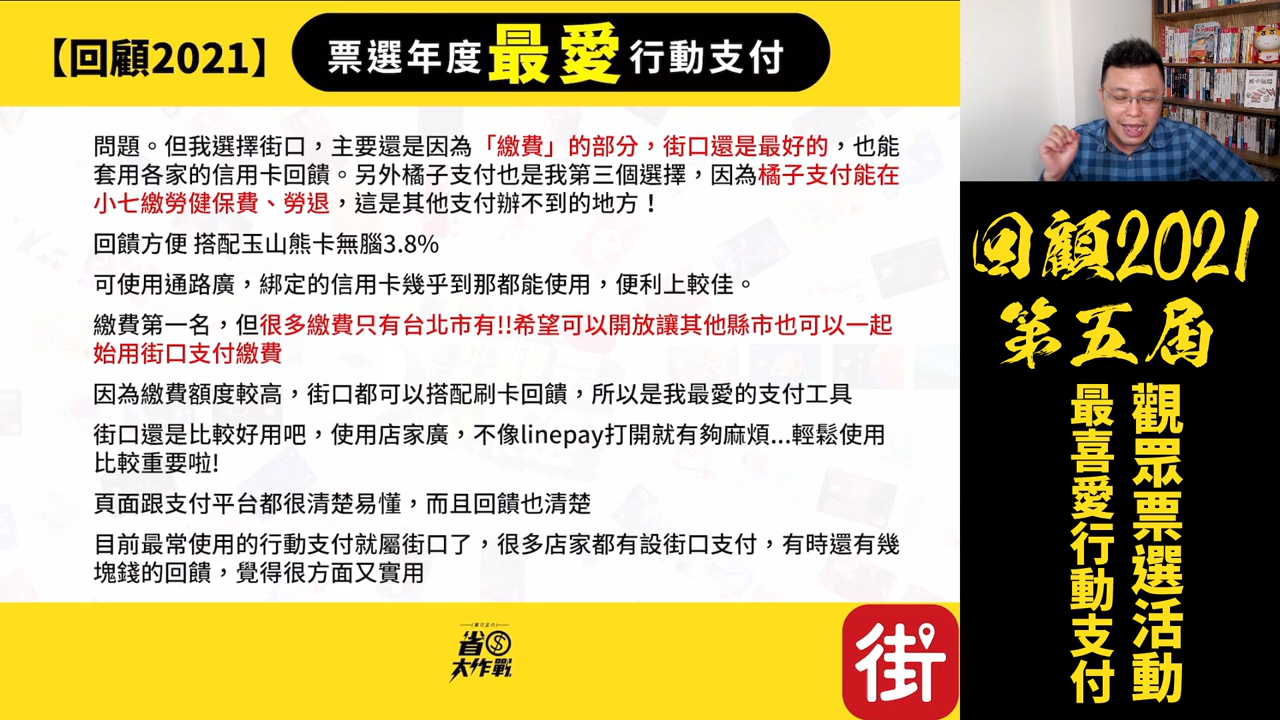 【回顧2021】
票選年度最愛行動支付
問題。但我選擇街口，主要還是因為「繳費」的部分，街口還是最好的，也能
套用各家的信用卡回饋。另外橘子支付也是我第三個選擇，因為橘子支付能在
小七繳勞健保費、勞退，這是其他支付辦不到的地方！
回饋方便 搭配玉山熊卡無腦3.8%
可使用通路廣，綁定的信用卡幾乎到那都能使用，便利上較佳。
繳費第一名，但很多繳費只有台北市有!!希望可以開放讓其他縣市也可以一起
始用街口支付繳費
因為繳費額度較高，街口都可以搭配刷卡回饋，所以是我最愛的支付工具
街口還是比較好用吧，使用店家廣，不像linepay打開就有夠麻煩...輕鬆使用
比較重要啦!
頁面跟支付平台都很清楚易懂，而且回饋也清楚
目前最常使用的行動支付就屬街口了，很多店家都有設街口支付，有時還有幾
塊錢的回饋，覺得很方面又實用
省
大作戰
街
回顧2021
第五屆
觀眾票選活動
最喜愛行動支付